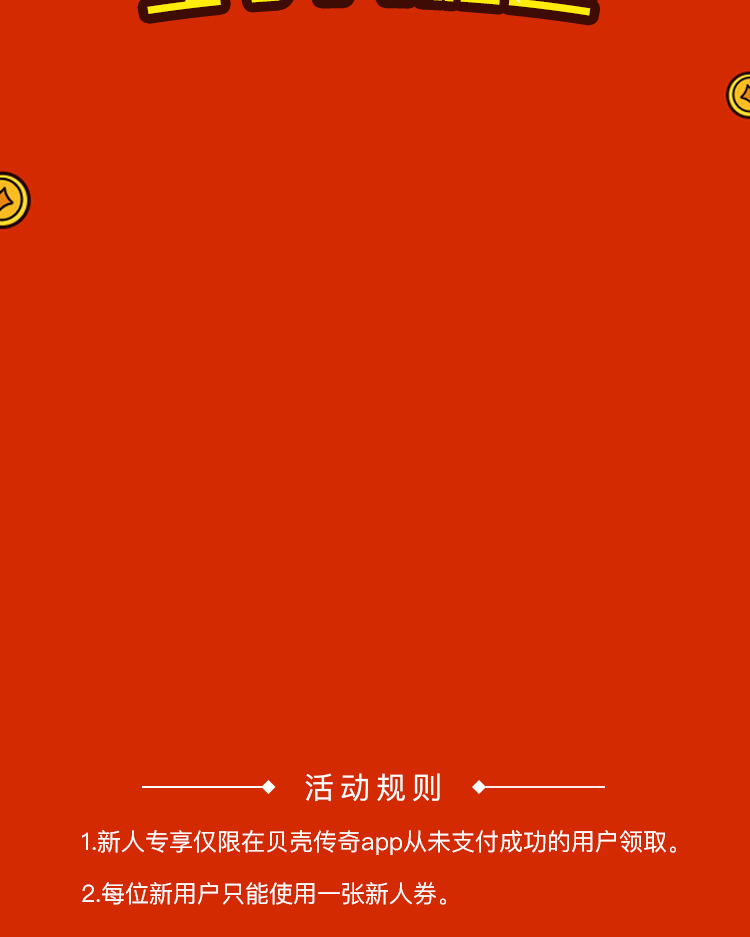 活动规则
1.新人专享仅限在贝壳传奇app从未支付成功的用户领取。
2.每位新用户只能使用一张新人券。